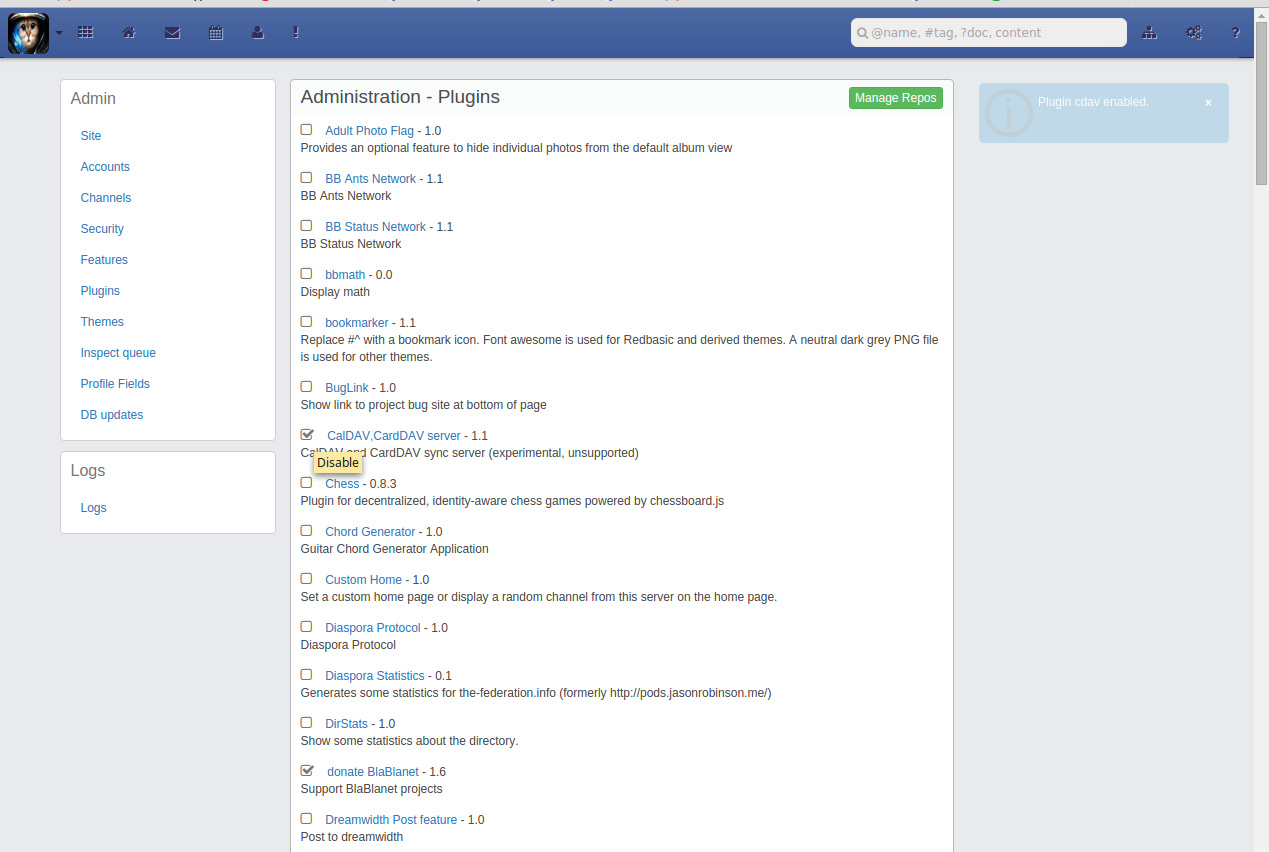 @name, #tag, ?doc, content
?
Admin
Site
Accounts
Channels
Security
Features
Plugins
Themes
Inspect queue
Profile Fields
DB updates
Logs
Logs
Administration - Plugins
Manage Repos
Adult Photo Flag - 1.0
Provides an optional feature to hide individual photos from the default album view
BB Ants Network - 1.1
BB Ants Network
BB Status Network - 1.1
BB Status Network
bbmath - 0.0
Display math
bookmarker - 1.1
Replace #^ with a bookmark icon. Font awesome is used for Redbasic and derived themes. A neutral dark grey PNG file
is used for other themes.
BugLink - 1.0
Show link to project bug site at bottom of page
CalDAV,CardDAV server - 1.1
CalDAV and CardDAV sync server (experimental, unsupported)
Disable
Chess - 0.8.3
Plugin for decentralized, identity-aware chess games powered by chessboard.js
Chord Generator - 1.0
Guitar Chord Generator Application
Custom Home - 1.0
Set a custom home page or display a random channel from this server on the home page.
Diaspora Protocol - 1.0
Diaspora Protocol
Diaspora Statistics - 0.1
Generates some statistics for the-federation.info (formerly http://pods.jasonrobinson.me/)
DirStats - 1.0
Show some statistics about the directory.
donate BlaBlanet - 1.6
Support BlaBlanet projects
Dreamwidth Post feature - 1.0
Post to dreamwidth
Plugin cdav enabled.
×